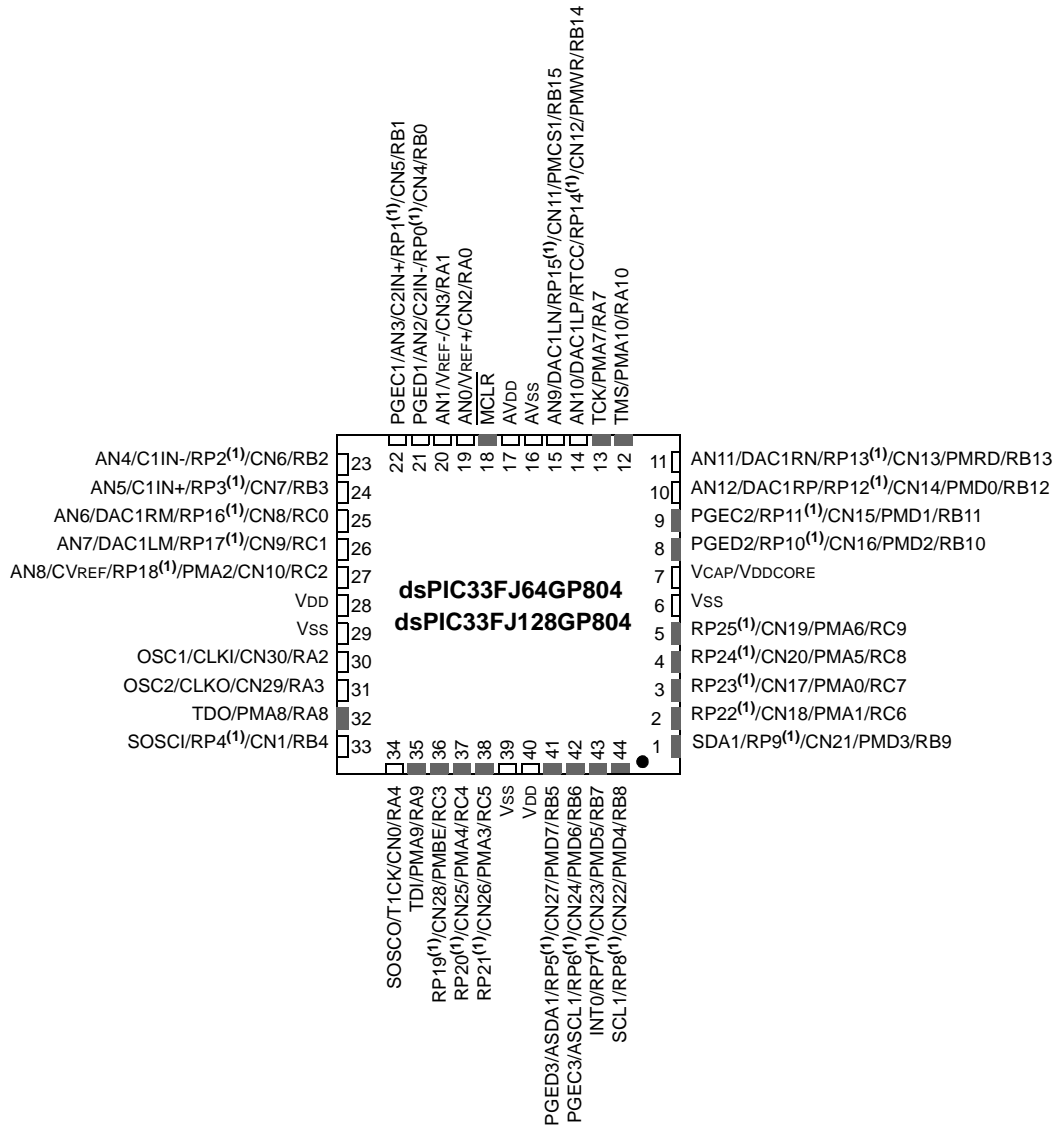 PGEC1/AN3/C2IN+/RP1(1)/CN5/RB1
PGED1/AN2/C2IN-/RP0(1)/CN4/RB0
AN1/VREF-/CN3/RA1
AN0/VREF+/CN2/RA0
MCLR
AVDD
AVSS
AN9/DAC1LN/RP15(1)/CN11/PMCS1/RB15
AN10/DAC1LP/RTCC/RP14(1)/CN12/PMWR/RB14
TCK/PMA7/RA7
TMS/PMA10/RA10
22 21 20 19 18 17 16 15 14 13 12
AN4/C1IN-/RP2(1)/CN6/RB2 23
AN5/C1IN+/RP3(1)/CN7/RB3 24
AN6/DAC1RM/RP16(1)/CN8/RC0 25
AN7/DAC1LM/RP17(1)/CN9/RC1 26
AN8/CVREF/RP18(1)/PMA2/CN10/RC2 27
VDD 28
VSS 29
OSC1/CLKI/CN30/RA2 30
OSC2/CLKO/CN29/RA3 31
TDO/PMA8/RA8 32
SOSCI/RP4(1)/CN1/RB4 33
dsPIC33FJ64GP804
dsPIC33FJ128GP804
11 AN11/DAC1RN/RP13(1)/CN13/PMRD/RB13
10 AN12/DAC1RP/RP12(1)/CN14/PMD0/RB12
9 PGEC2/RP11(1)/CN15/PMD1/RB11
8 PGED2/RP10(1)/CN16/PMD2/RB10
7 VCAP/VDDCORE
6 VSS
5 RP25(1)/CN19/PMA6/RC9
4 RP24(1)/CN20/PMA5/RC8
3 RP23(1)/CN17/PMA0/RC7
2 RP22(1)/CN18/PMA1/RC6
1 SDA1/RP9(1)/CN21/PMD3/RB9
34 35 36 37 38 39 40 41 42 43 44
SOSCO/T1CK/CN0/RA4
TDI/PMA9/RA9
RP19(1)/CN28/PMBE/RC3
RP20(1)/CN25/PMA4/RC4
RP21(1)/CN26/PMA3/RC5
VSS
VDD
PGED3/ASDA1/RP5(1)/CN27/PMD7/RB5
PGEC3/ASCL1/RP6(1)/CN24/PMD6/RB6
INT0/RP7(1)/CN23/PMD5/RB7
SCL1/RP8(1)/CN22/PMD4/RB8